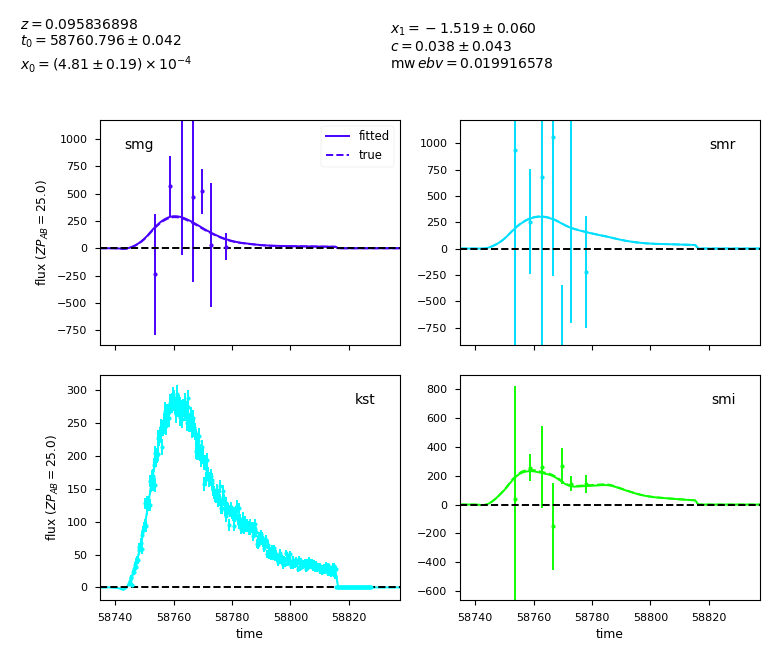 z = 0.095836898
t0 = 58760.796 ± 0.042
x0 = (4.81 ± 0.19) × 10^−4
x1 = −1.519 ± 0.060
c = 0.038 ± 0.043
mw ebv = 0.019916578
smg
fitted
true
1000
750
500
250
0
−250
−500
−750
flux (ZP_AB = 25.0)
smr
1000
750
500
250
0
−250
−500
−750
kst
300
250
200
150
100
50
0
flux (ZP_AB = 25.0)
58740 58760 58780 58800 58820
time
smi
800
600
400
200
0
−200
−400
−600
58740 58760 58780 58800 58820
time